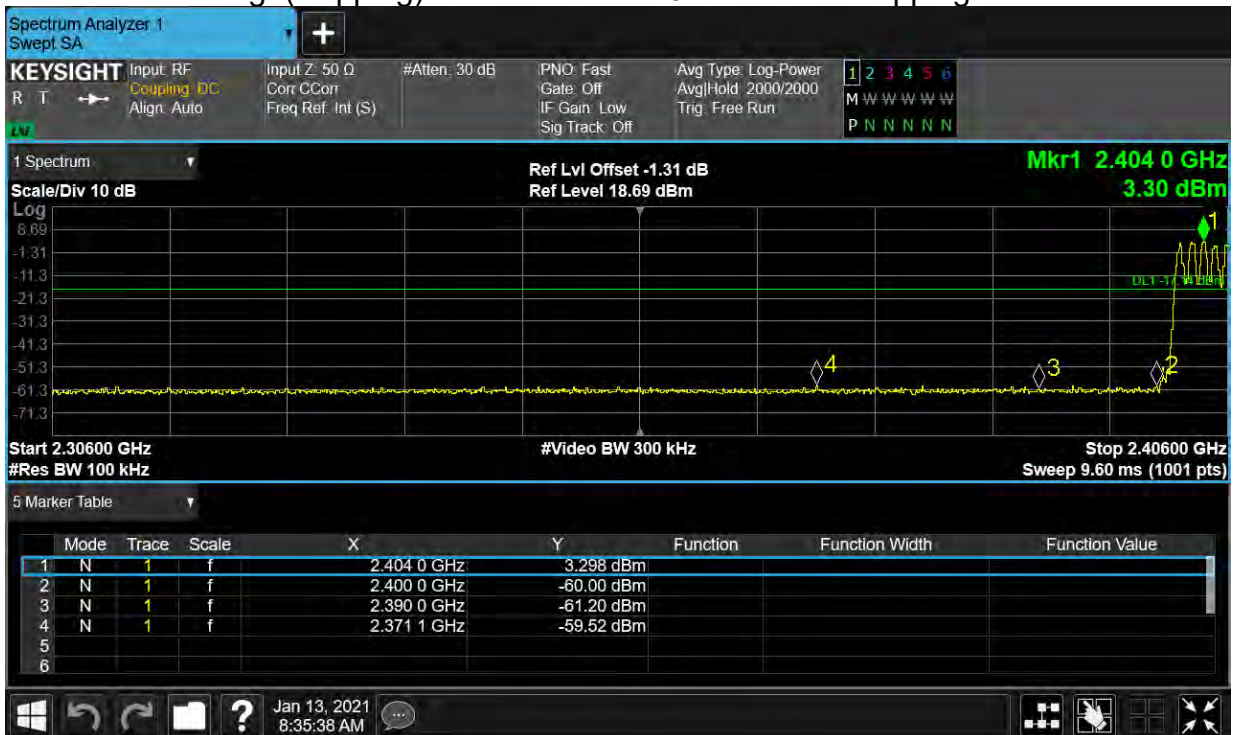 Spectrum Analyzer 1
Swept SA
+
KEYSIGHT Input: RF Input Z: 50 Ω #Atten: 30 dB PNO: Fast Avg Type: Log-Power 1 2 3 4 5 6
R T Coupling: DC Corr CCorr Gate: Off Avg|Hold: 2000/2000 M W W W W W
Align: Auto Freq Ref: Int (S) IF Gain: Low Trig: Free Run
LXI Sig Track: Off P N N N N N
1 Spectrum Ref Lvl Offset -1.31 dB Mkr1 2.404 0 GHz
Scale/Div 10 dB Ref Level 18.69 dBm 3.30 dBm
Log
8.69 1
-1.31
-11.3
DL1 -17.14 dBm
-21.3
-31.3
-41.3
-51.3 4 3 2
-61.3
-71.3
Start 2.30600 GHz #Video BW 300 kHz Stop 2.40600 GHz
#Res BW 100 kHz Sweep 9.60 ms (1001 pts)
5 Marker Table
Mode Trace Scale X Y Function Function Width Function Value
1 N 1 f 2.404 0 GHz 3.298 dBm
2 N 1 f 2.400 0 GHz -60.00 dBm
3 N 1 f 2.390 0 GHz -61.20 dBm
4 N 1 f 2.371 1 GHz -59.52 dBm
5
6
? Jan 13, 2021
8:35:38 AM